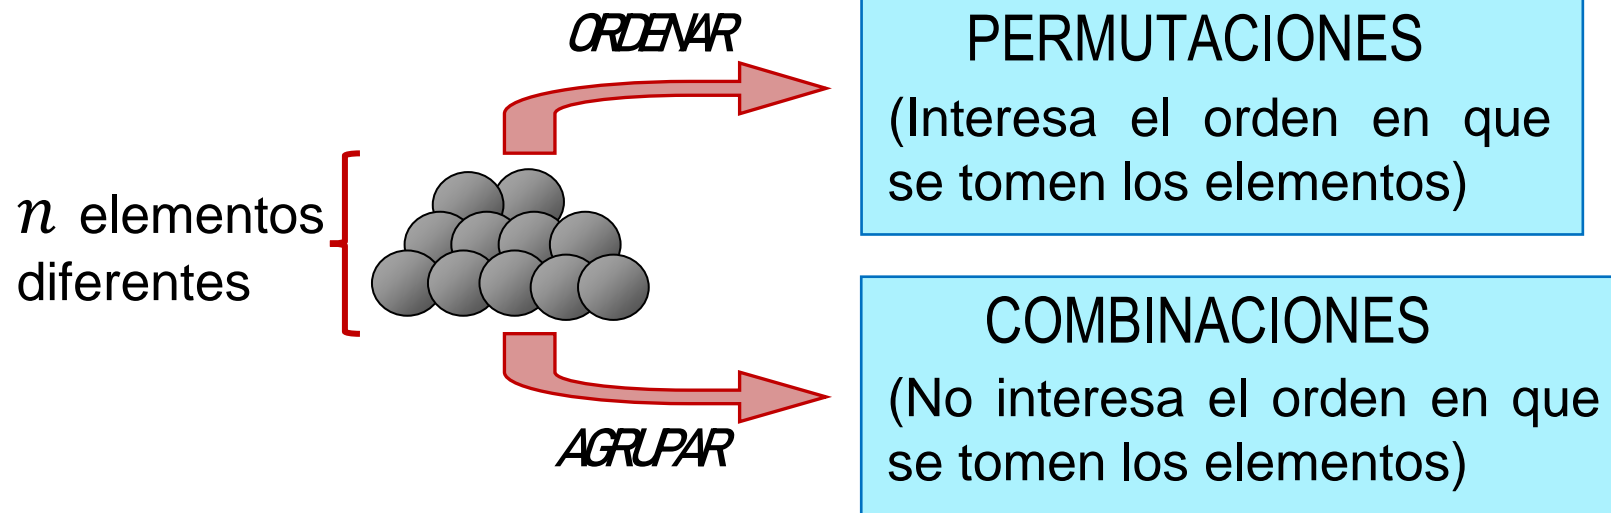 ORDENAR
PERMUTACIONES
(Interesa el orden en que
se tomen los elementos)
n elementos
diferentes
COMBINACIONES
(No interesa el orden en que
se tomen los elementos)
AGRUPAR